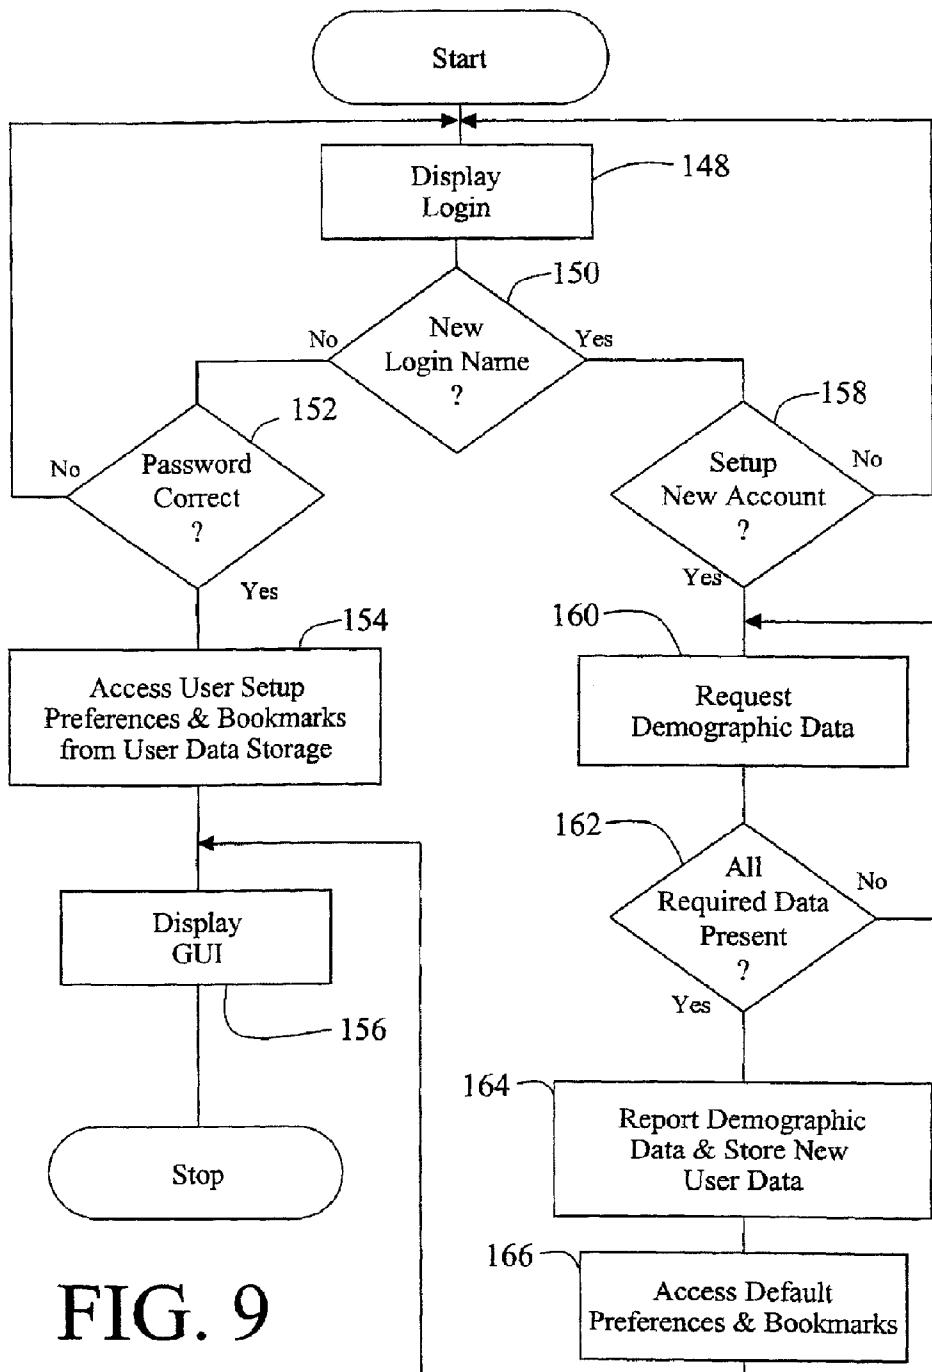 Start
Display
Login
148
150
New
Login Name
?
No
Yes
152
Password
Correct
?
No
Yes
158
Setup
New Account
?
No
Yes
154
Access User Setup
Preferences & Bookmarks
from User Data Storage
160
Request
Demographic Data
162
All
Required Data
Present
?
No
Yes
Display
GUI
156
Stop
164
Report Demographic
Data & Store New
User Data
166
Access Default
Preferences & Bookmarks
FIG. 9